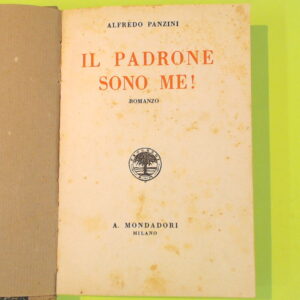 ALFREDO PANZINI
IL PADRONE
SONO ME!
ROMANZO
A. MONDADORI
MILANO